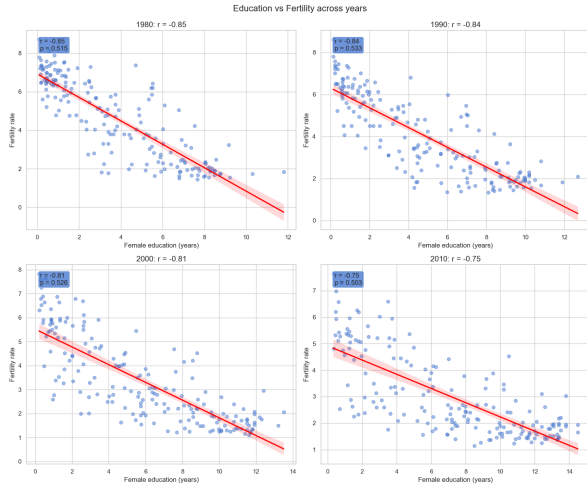 Education vs Fertility across years
1980: r = -0.85
r = -0.85
p = 0.515
Fertility rate
6
4
2
0
0 2 4 6 8 10 12
Female education (years)
1990: r = -0.84
r = -0.84
p = 0.533
Fertility rate
8
6
4
2
0
0 2 4 6 8 10 12
Female education (years)
2000: r = -0.81
r = -0.81
p = 0.526
Fertility rate
8
7
6
5
4
3
2
1
0
0 2 4 6 8 10 12 14
Female education (years)
2010: r = -0.75
r = -0.75
p = 0.503
Fertility rate
7
6
5
4
3
2
1
0 2 4 6 8 10 12 14
Female education (years)